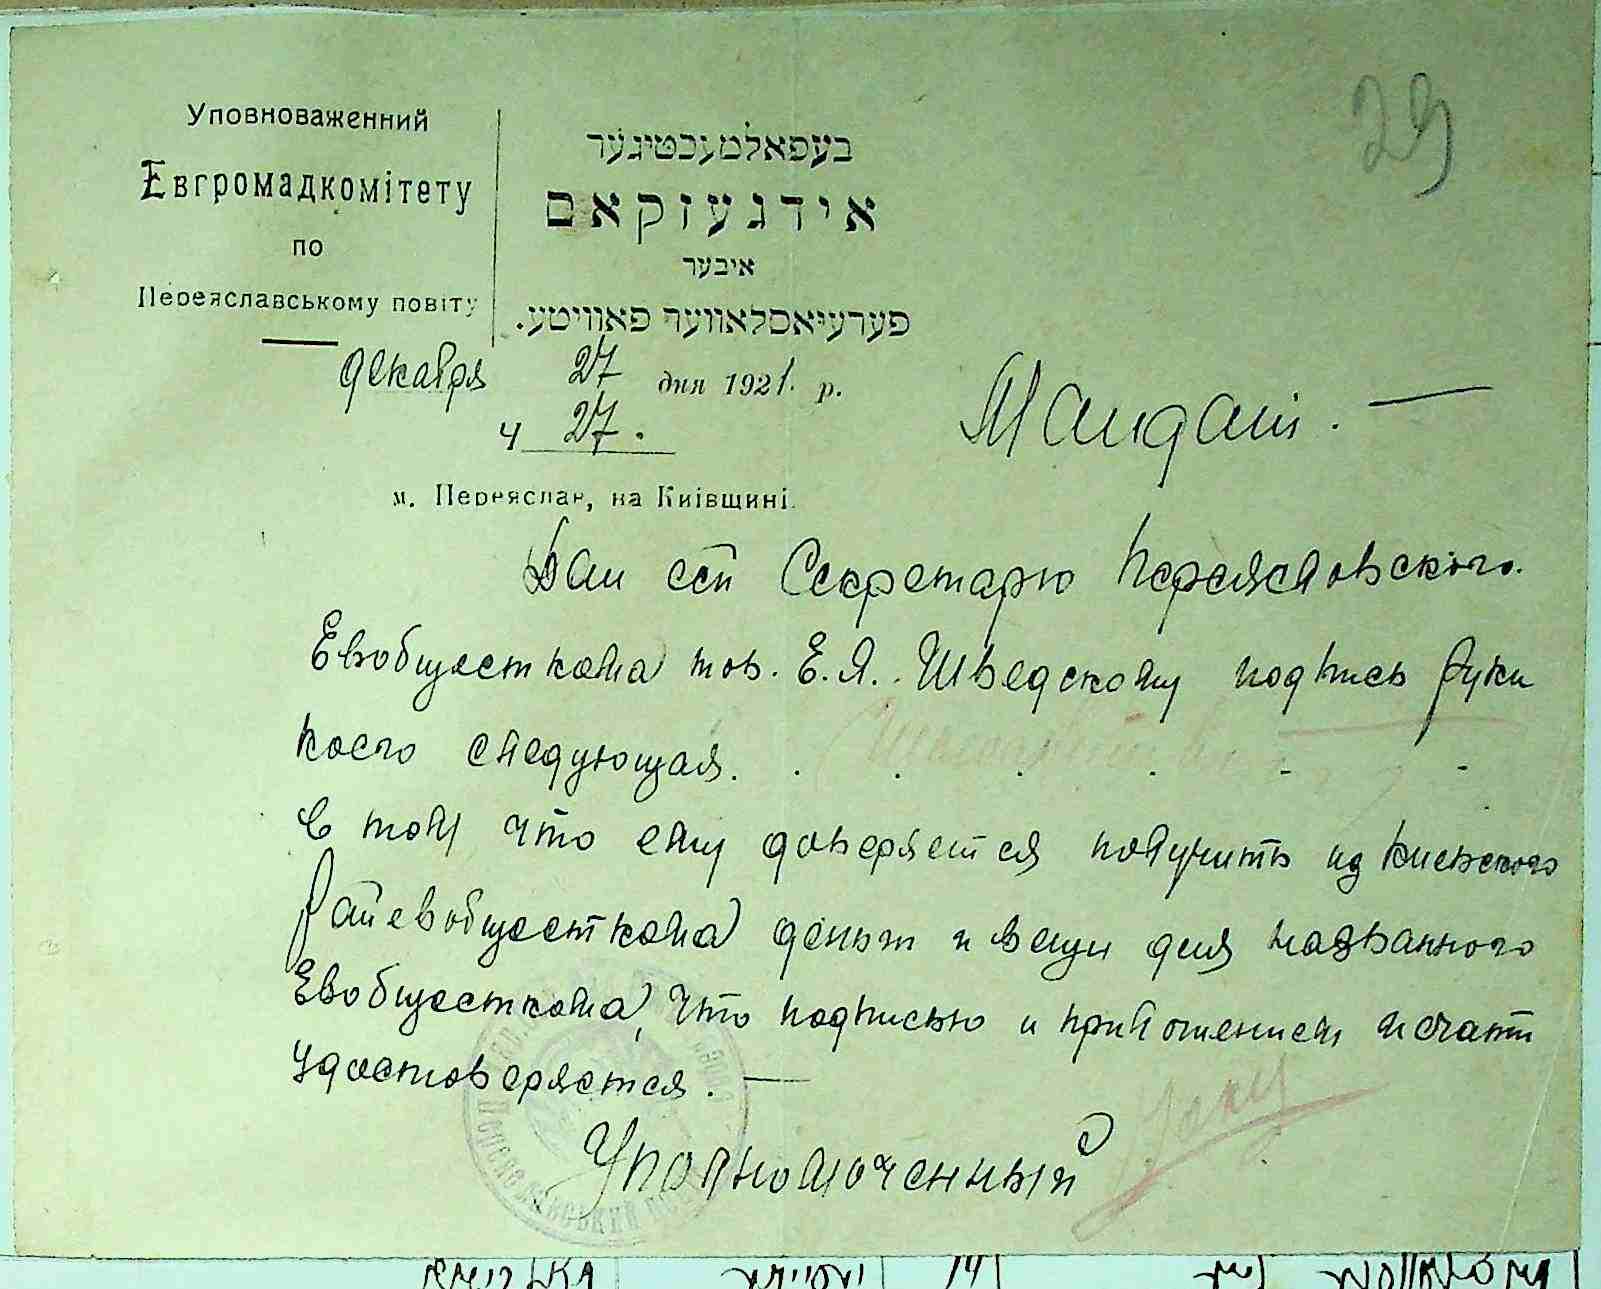 29
Уповноваженний
Евгромадкомітету
по
Переяславському повіту
בעפאלמעכטיגער
אידגעזקאם
איבער
פערעיאסלאווער פאוויטע.
декабря 27 дня 1921. р.
ч 27.
м. Переяслав, на Київщині.
Мандат. —
Дан сей Секретарю Переяславского
Евобщесткома тов. Е. Я. Шведскому подпись руки
коего следующая. . . . . . .
в том что ему доверяется получить из Киевского
Райевобщесткома деньги и вещи для названного
Евобщесткома, что подписью и приложением печати
удостоверяется. —
Уполномоченный